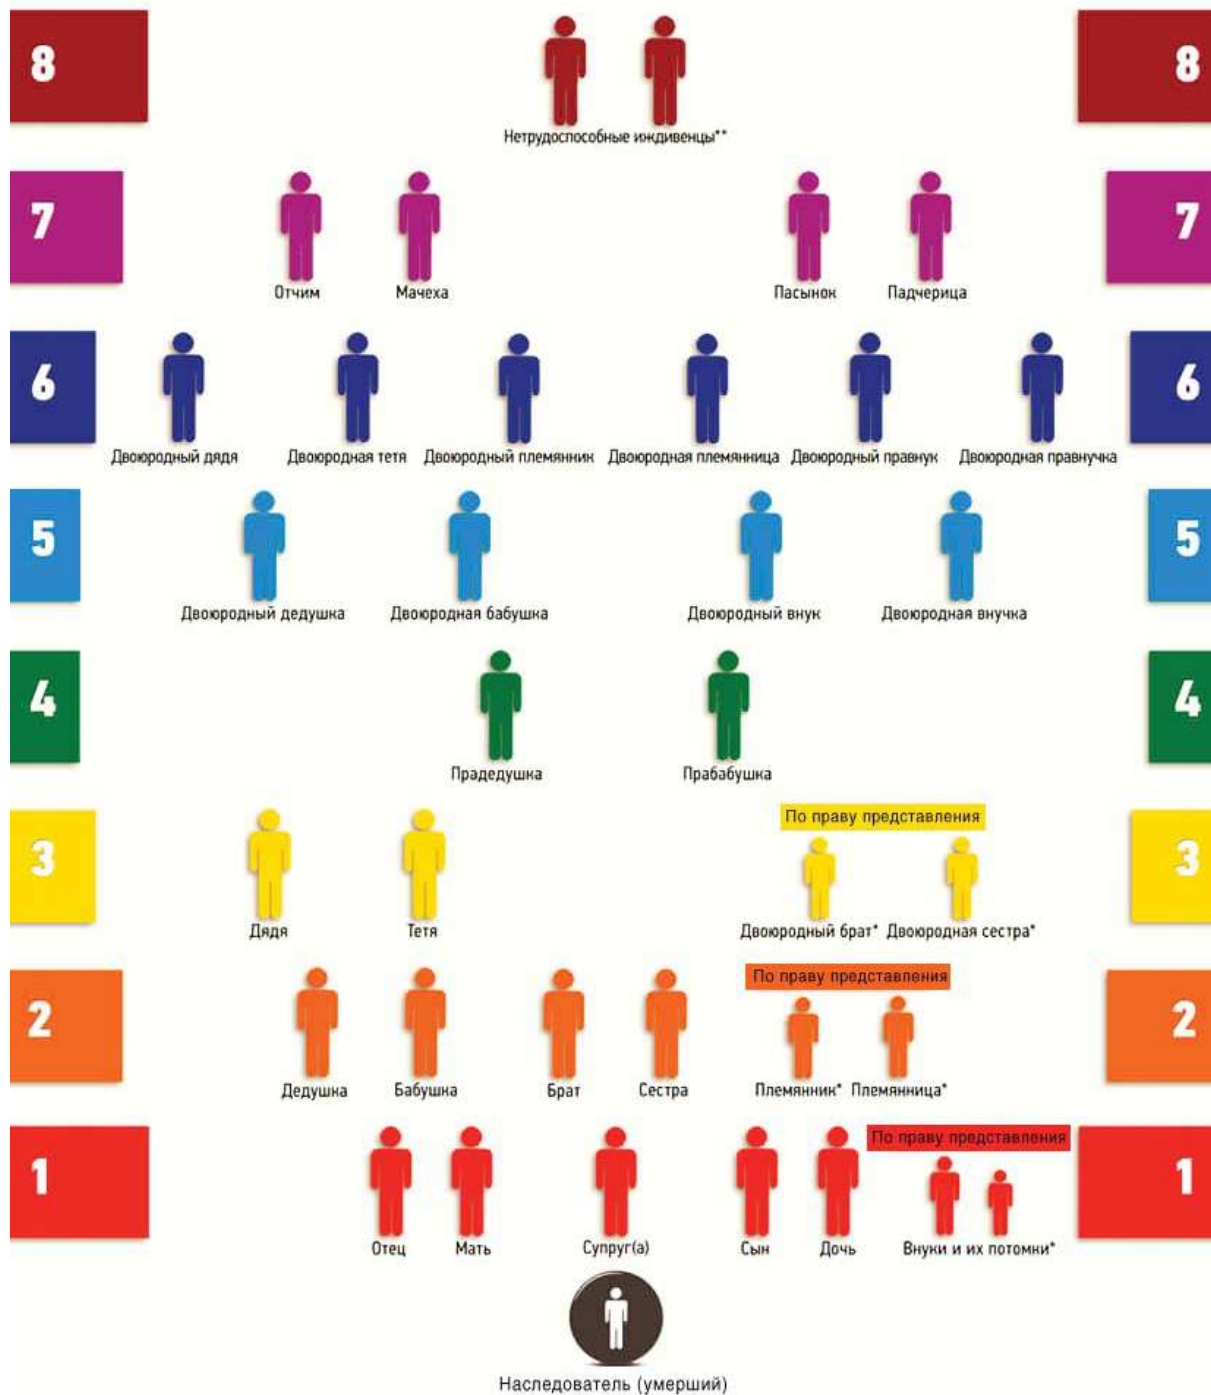 8 8
Нетрудоспособные иждивенцы**
7 7
Отчим Мачеха Пасынок Падчерица
6 6
Двоюродный дядя Двоюродная тетя Двоюродный племянник Двоюродная племянница Двоюродный правнук Двоюродная правнучка
5 5
Двоюродный дедушка Двоюродная бабушка Двоюродный внук Двоюродная внучка
4 4
Прадедушка Прабабушка
По праву представления
3 3
Дядя Тетя Двоюродный брат* Двоюродная сестра*
По праву представления
2 2
Дедушка Бабушка Брат Сестра Племянник* Племянница*
По праву представления
1 1
Отец Мать Супруг(а) Сын Дочь Внуки и их потомки*
Наследователь (умерший)